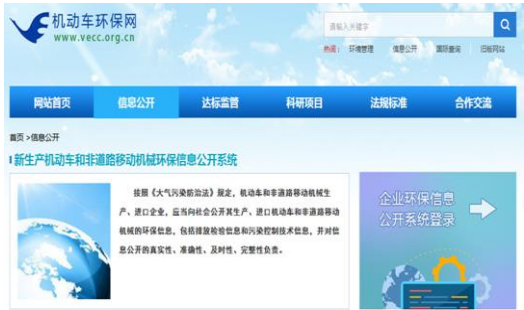 机动车环保网
www.vecc.org.cn
请输入关键字
热词： 环境管理 信息公开 国际查询 旧版网站
网站首页 信息公开 达标监管 科研项目 法规标准 合作交流
首页 >信息公开
新生产机动车和非道路移动机械环保信息公开系统
按照《大气污染防治法》规定，机动车和非道路移动机械生
产、进口企业，应当向社会公开其生产、进口机动车和非道路移动
机械的环保信息，包括排放检验信息和污染控制技术信息，并对信
息公开的真实性、准确性、及时性、完整性负责。
企业环保信息
公开系统登录